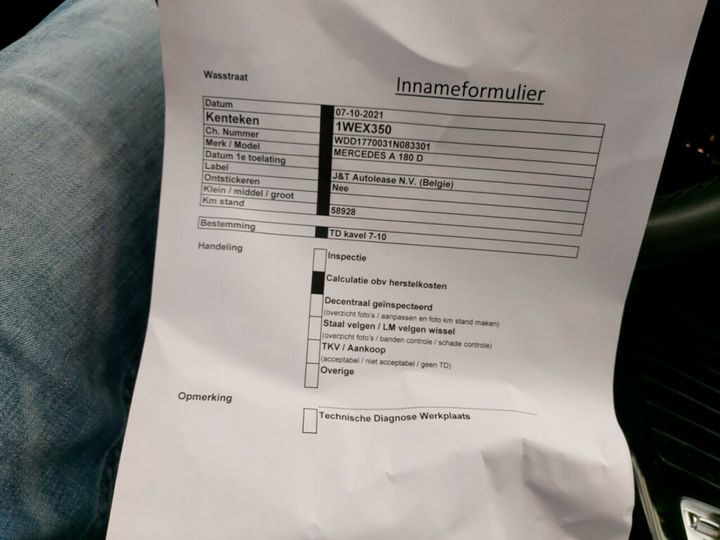 Wasstraat
Innameformulier
Datum 07-10-2021
Kenteken 1WEX350
Ch. Nummer WDD1770031N083301
Merk / Model MERCEDES A 180 D
Datum 1e toelating
Label J&T Autolease N.V. (Belgie)
Ontstickeren Nee
Klein / middel / groot
Km stand 58928
Bestemming TD kavel 7-10
Handeling
Inspectie
Calculatie obv herstelkosten
Decentraal geïnspecteerd
(overzicht foto's / aanpassen en foto km stand maken)
Staal velgen / LM velgen wissel
(overzicht foto's / banden controle / schade controle)
TKV / Aankoop
(acceptabel / niet acceptabel / geen TD)
Overige
Opmerking
Technische Diagnose Werkplaats